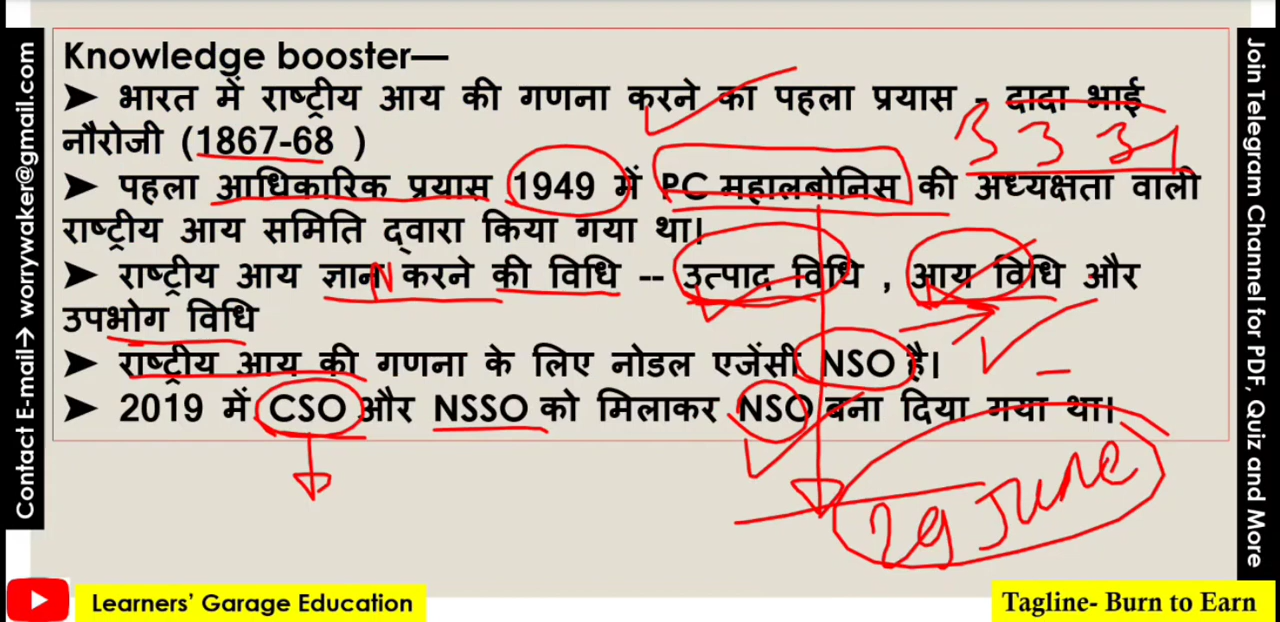 Knowledge booster—
➤ भारत में राष्ट्रीय आय की गणना करने का पहला प्रयास - दादा भाई
नौरोजी (1867-68 )
➤ पहला आधिकारिक प्रयास 1949 में PC महालबोनिस की अध्यक्षता वाली
राष्ट्रीय आय समिति द्वारा किया गया था।
➤ राष्ट्रीय आय ज्ञान करने की विधि -- उत्पाद विधि , आय विधि और
उपभोग विधि
➤ राष्ट्रीय आय की गणना के लिए नोडल एजेंसी NSO है।
➤ 2019 में CSO और NSSO को मिलाकर NSO बना दिया गया था।
29 June
Contact E-mail→ worrywaker@gmail.com
Join Telegram Channel for PDF, Quiz and More
Learners’ Garage Education
Tagline- Burn to Earn